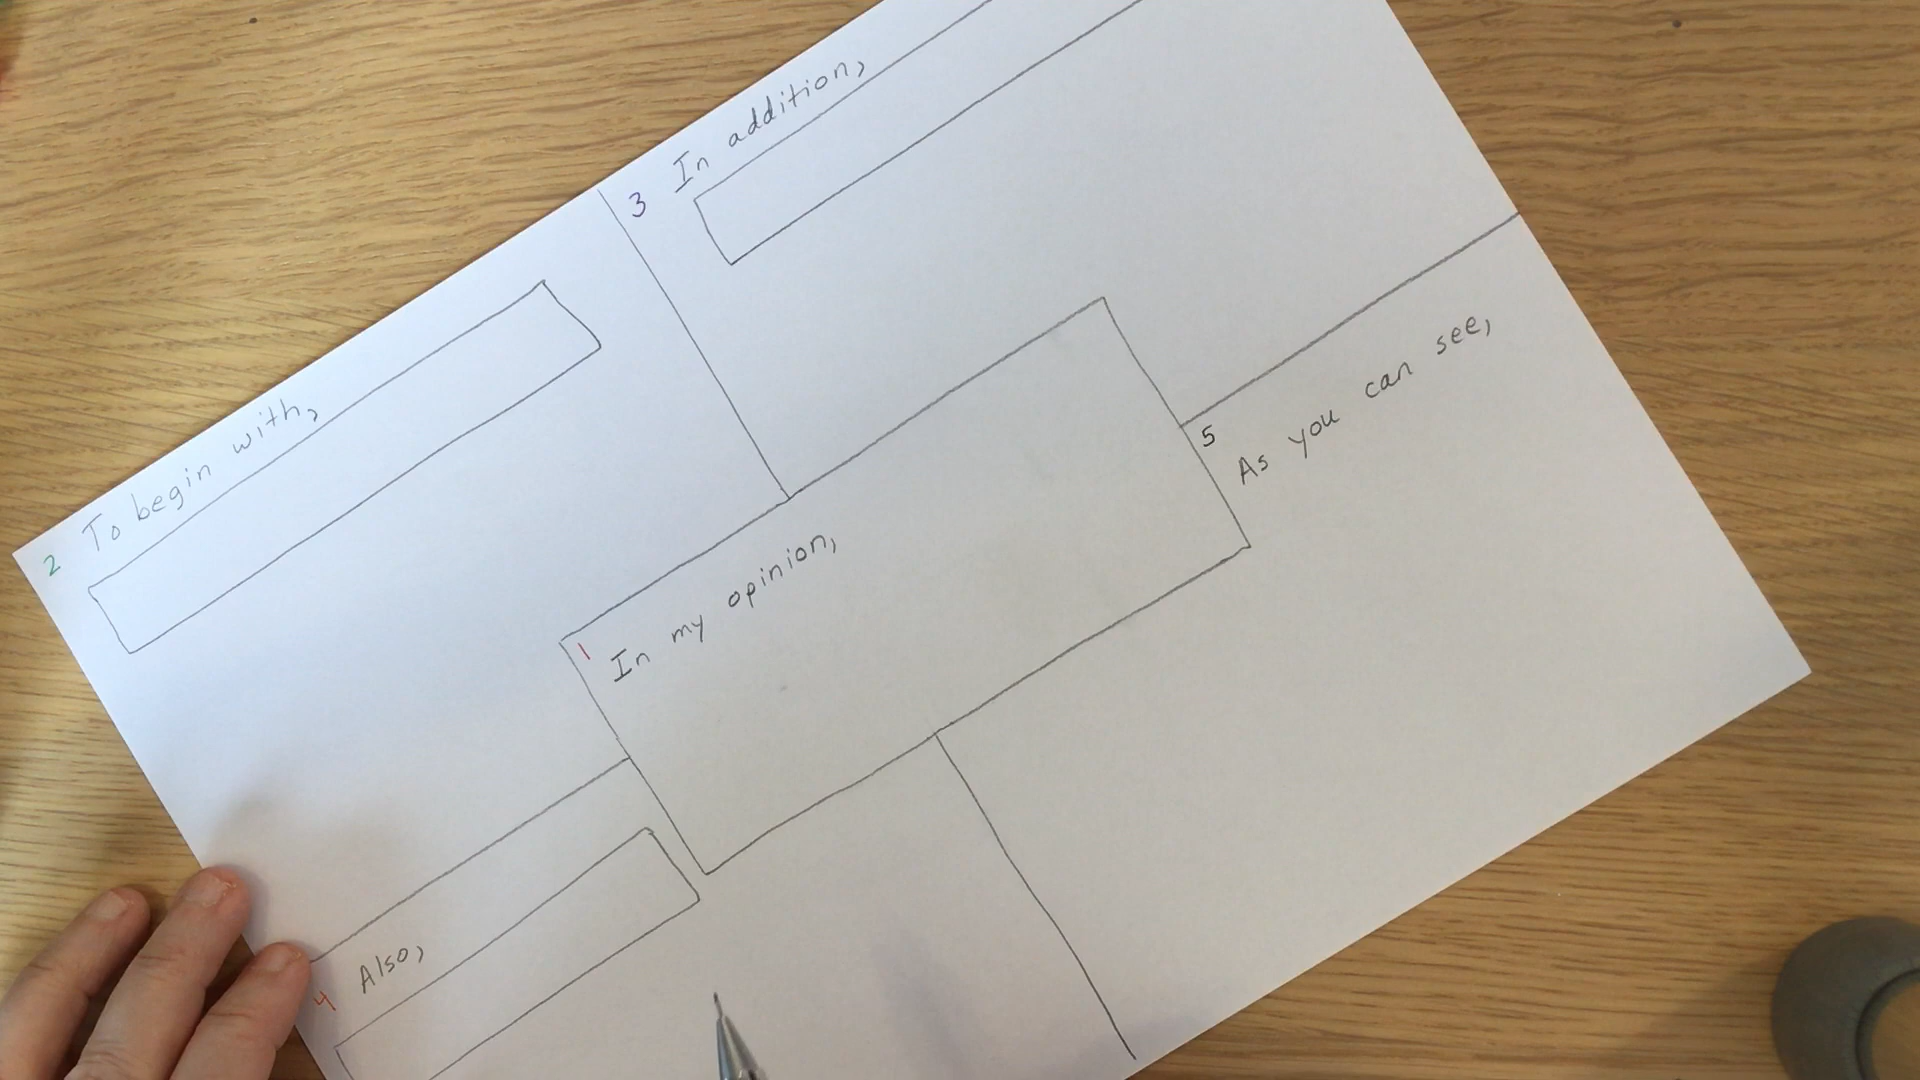 1 In my opinion,
2 To begin with,
3 In addition,
4 Also,
5 As you can see,